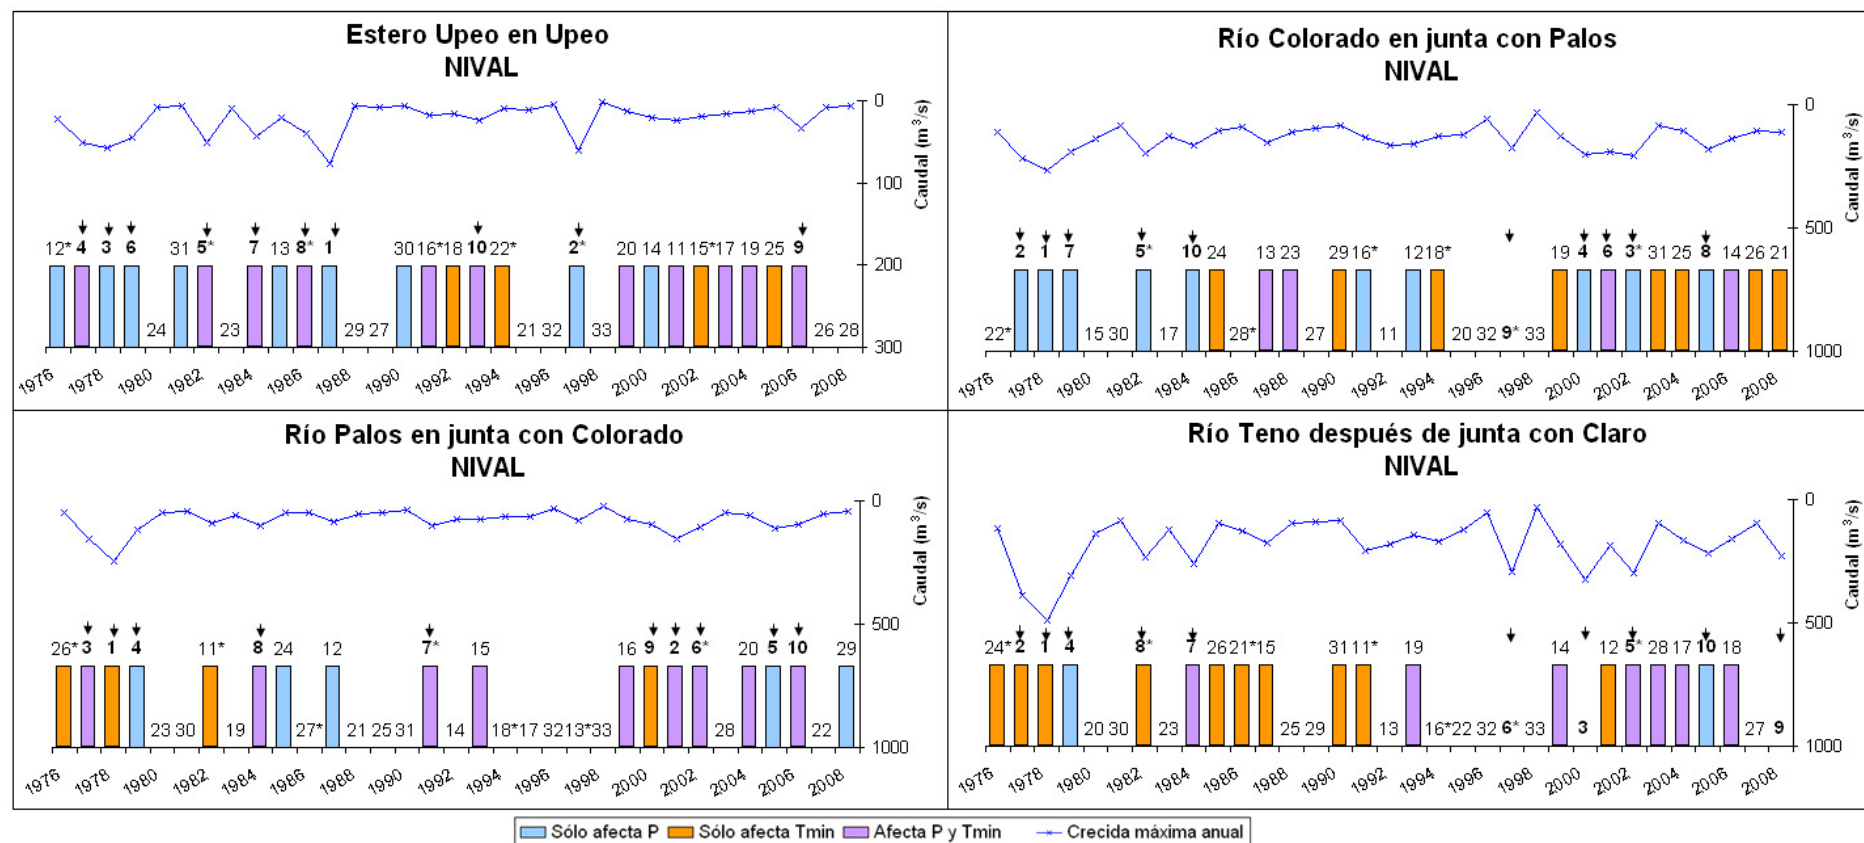 Estero Upeo en Upeo
NIVAL
0
100
200
300
Caudal (m³/s)
12* 4 3 6 31 5* 7 13 8* 1 30 16* 18 10 22* 2* 20 14 11 15* 17 19 25 9
24 23 29 27 21 32 33 26 28
1976 1978 1980 1982 1984 1986 1988 1990 1992 1994 1996 1998 2000 2002 2004 2006 2008
Río Colorado en junta con Palos
NIVAL
0
500
1000
Caudal (m³/s)
2 1 7 5* 10 24 13 23 29 16* 12 18* 19 4 6 3* 31 25 8 14 26 21
22* 15 30 17 28* 27 11 20 32 9* 33
1976 1978 1980 1982 1984 1986 1988 1990 1992 1994 1996 1998 2000 2002 2004 2006 2008
Río Palos en junta con Colorado
NIVAL
0
500
1000
Caudal (m³/s)
26* 3 1 4 11* 8 24 12 7* 15 16 9 2 6* 20 5 10 29
23 30 19 27* 21 25 31 14 18* 17 32 13* 33 28 22
1976 1978 1980 1982 1984 1986 1988 1990 1992 1994 1996 1998 2000 2002 2004 2006 2008
Río Teno después de junta con Claro
NIVAL
0
500
1000
Caudal (m³/s)
24* 2 1 4 8* 7 26 21* 15 31 11* 19 14 12 5* 28 17 10 18
20 30 23 25 29 13 16* 22 32 6* 33 3 27 9
1976 1978 1980 1982 1984 1986 1988 1990 1992 1994 1996 1998 2000 2002 2004 2006 2008
Sólo afecta P Sólo afecta Tmin Afecta P y Tmin Crecida máxima anual